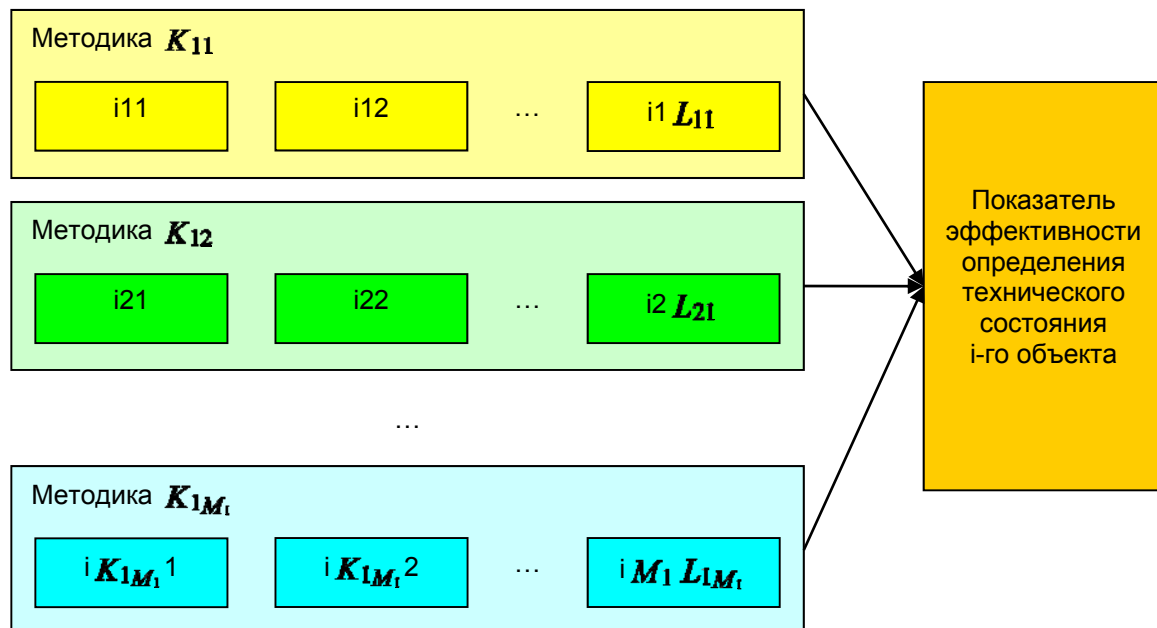 Методика K₁₁
i11 i12 … i1 L₁₁
Методика K₁₂
i21 i22 … i2 L₂₁
…
Методика K₁M₁
i K₁M₁ 1 i K₁M₁ 2 … i M₁ L₁M₁
Показатель
эффективности
определения
технического
состояния
i-го объекта